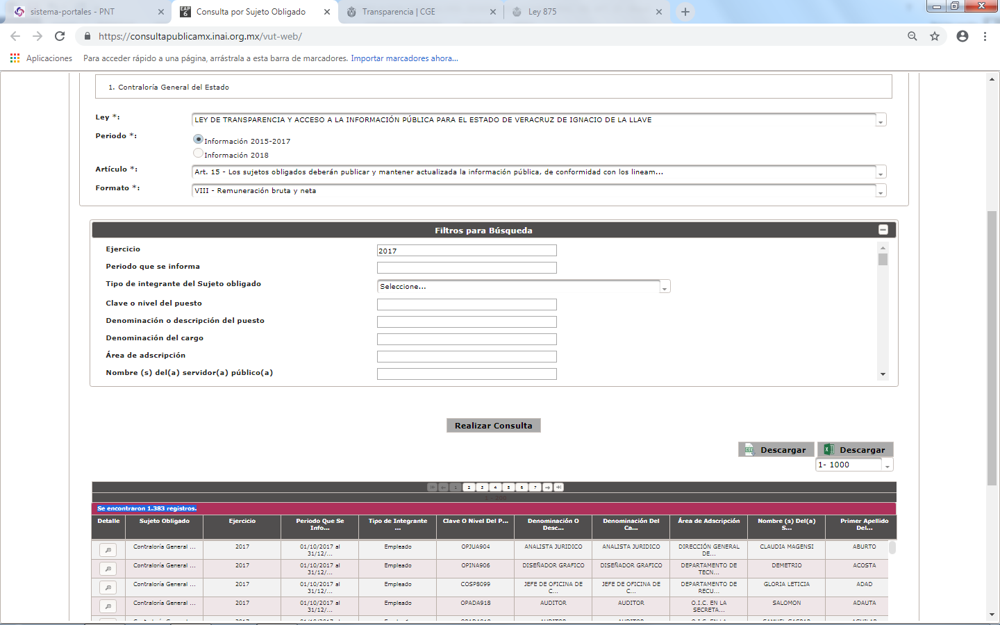 sistema-portales - PNT
Consulta por Sujeto Obligado
Transparencia | CGE
Ley 875
https://consultapublicamx.inai.org.mx/vut-web/
Aplicaciones
Para acceder rápido a una página, arrástrala a esta barra de marcadores. Importar marcadores ahora...
1. Contraloría General del Estado
Ley *:
LEY DE TRANSPARENCIA Y ACCESO A LA INFORMACIÓN PÚBLICA PARA EL ESTADO DE VERACRUZ DE IGNACIO DE LA LLAVE
Periodo *:
Información 2015-2017
Información 2018
Artículo *:
Art. 15 - Los sujetos obligados deberán publicar y mantener actualizada la información pública, de conformidad con los lineam...
Formato *:
VIII - Remuneración bruta y neta
Filtros para Búsqueda
Ejercicio
2017
Periodo que se informa
Tipo de integrante del Sujeto obligado
Seleccione...
Clave o nivel del puesto
Denominación o descripción del puesto
Denominación del cargo
Área de adscripción
Nombre (s) del(a) servidor(a) público(a)
Realizar Consulta
Descargar
Descargar
1- 1000
1 2 3 4 5 6 7
1 - 200
Se encontraron 1.383 registros.
Detalle Sujeto Obligado Ejercicio Periodo Que Se Info... Tipo de Integrante ... Clave O Nivel Del P... Denominación O Desc... Denominación Del Ca... Área de Adscripción Nombre (s) Del(a) S... Primer Apellido Del...
Contraloría General ... 2017 01/10/2017 al 31/12/... Empleado OPJUA904 ANALISTA JURIDICO ANALISTA JURIDICO DIRECCIÓN GENERAL DE... CLAUDIA MAGENSI ABURTO
Contraloría General ... 2017 01/10/2017 al 31/12/... Empleado OPINA906 DISEÑADOR GRAFICO DISEÑADOR GRAFICO DEPARTAMENTO DE TECN... DEMETRIO ACOSTA
Contraloría General ... 2017 01/10/2017 al 31/12/... Empleado COSP8099 JEFE DE OFICINA DE C... JEFE DE OFICINA DE C... DEPARTAMENTO DE RECU... GLORIA LETICIA ADAD
Contraloría General ... 2017 01/10/2017 al 31/12/... Empleado OPADA918 AUDITOR AUDITOR O.I.C. EN LA SECRETA... SALOMON ADAUTA